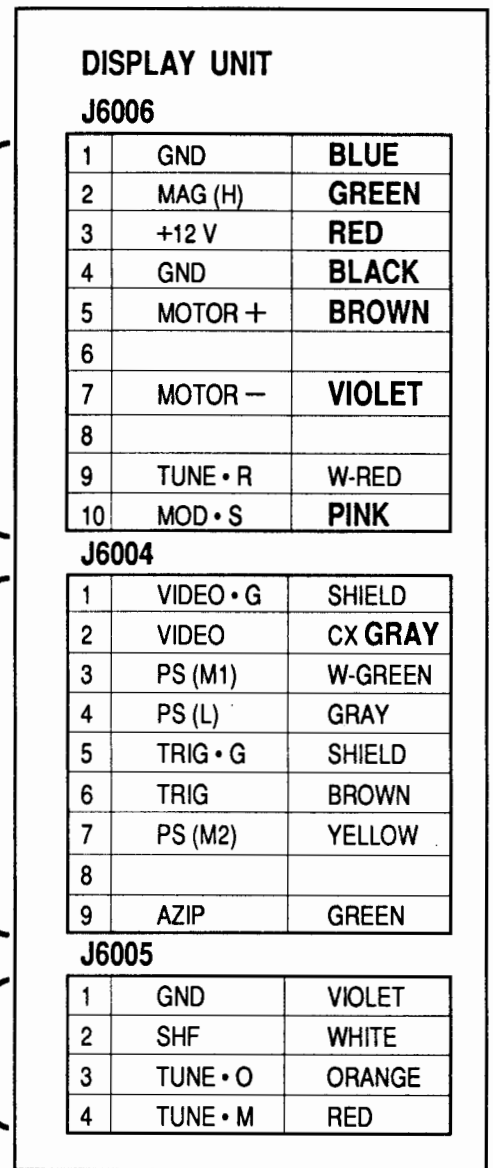 DISPLAY UNIT
J6006
1 GND BLUE
2 MAG (H) GREEN
3 +12 V RED
4 GND BLACK
5 MOTOR + BROWN
6
7 MOTOR − VIOLET
8
9 TUNE • R W-RED
10 MOD • S PINK
J6004
1 VIDEO • G SHIELD
2 VIDEO CX GRAY
3 PS (M1) W-GREEN
4 PS (L) GRAY
5 TRIG • G SHIELD
6 TRIG BROWN
7 PS (M2) YELLOW
8
9 AZIP GREEN
J6005
1 GND VIOLET
2 SHF WHITE
3 TUNE • O ORANGE
4 TUNE • M RED